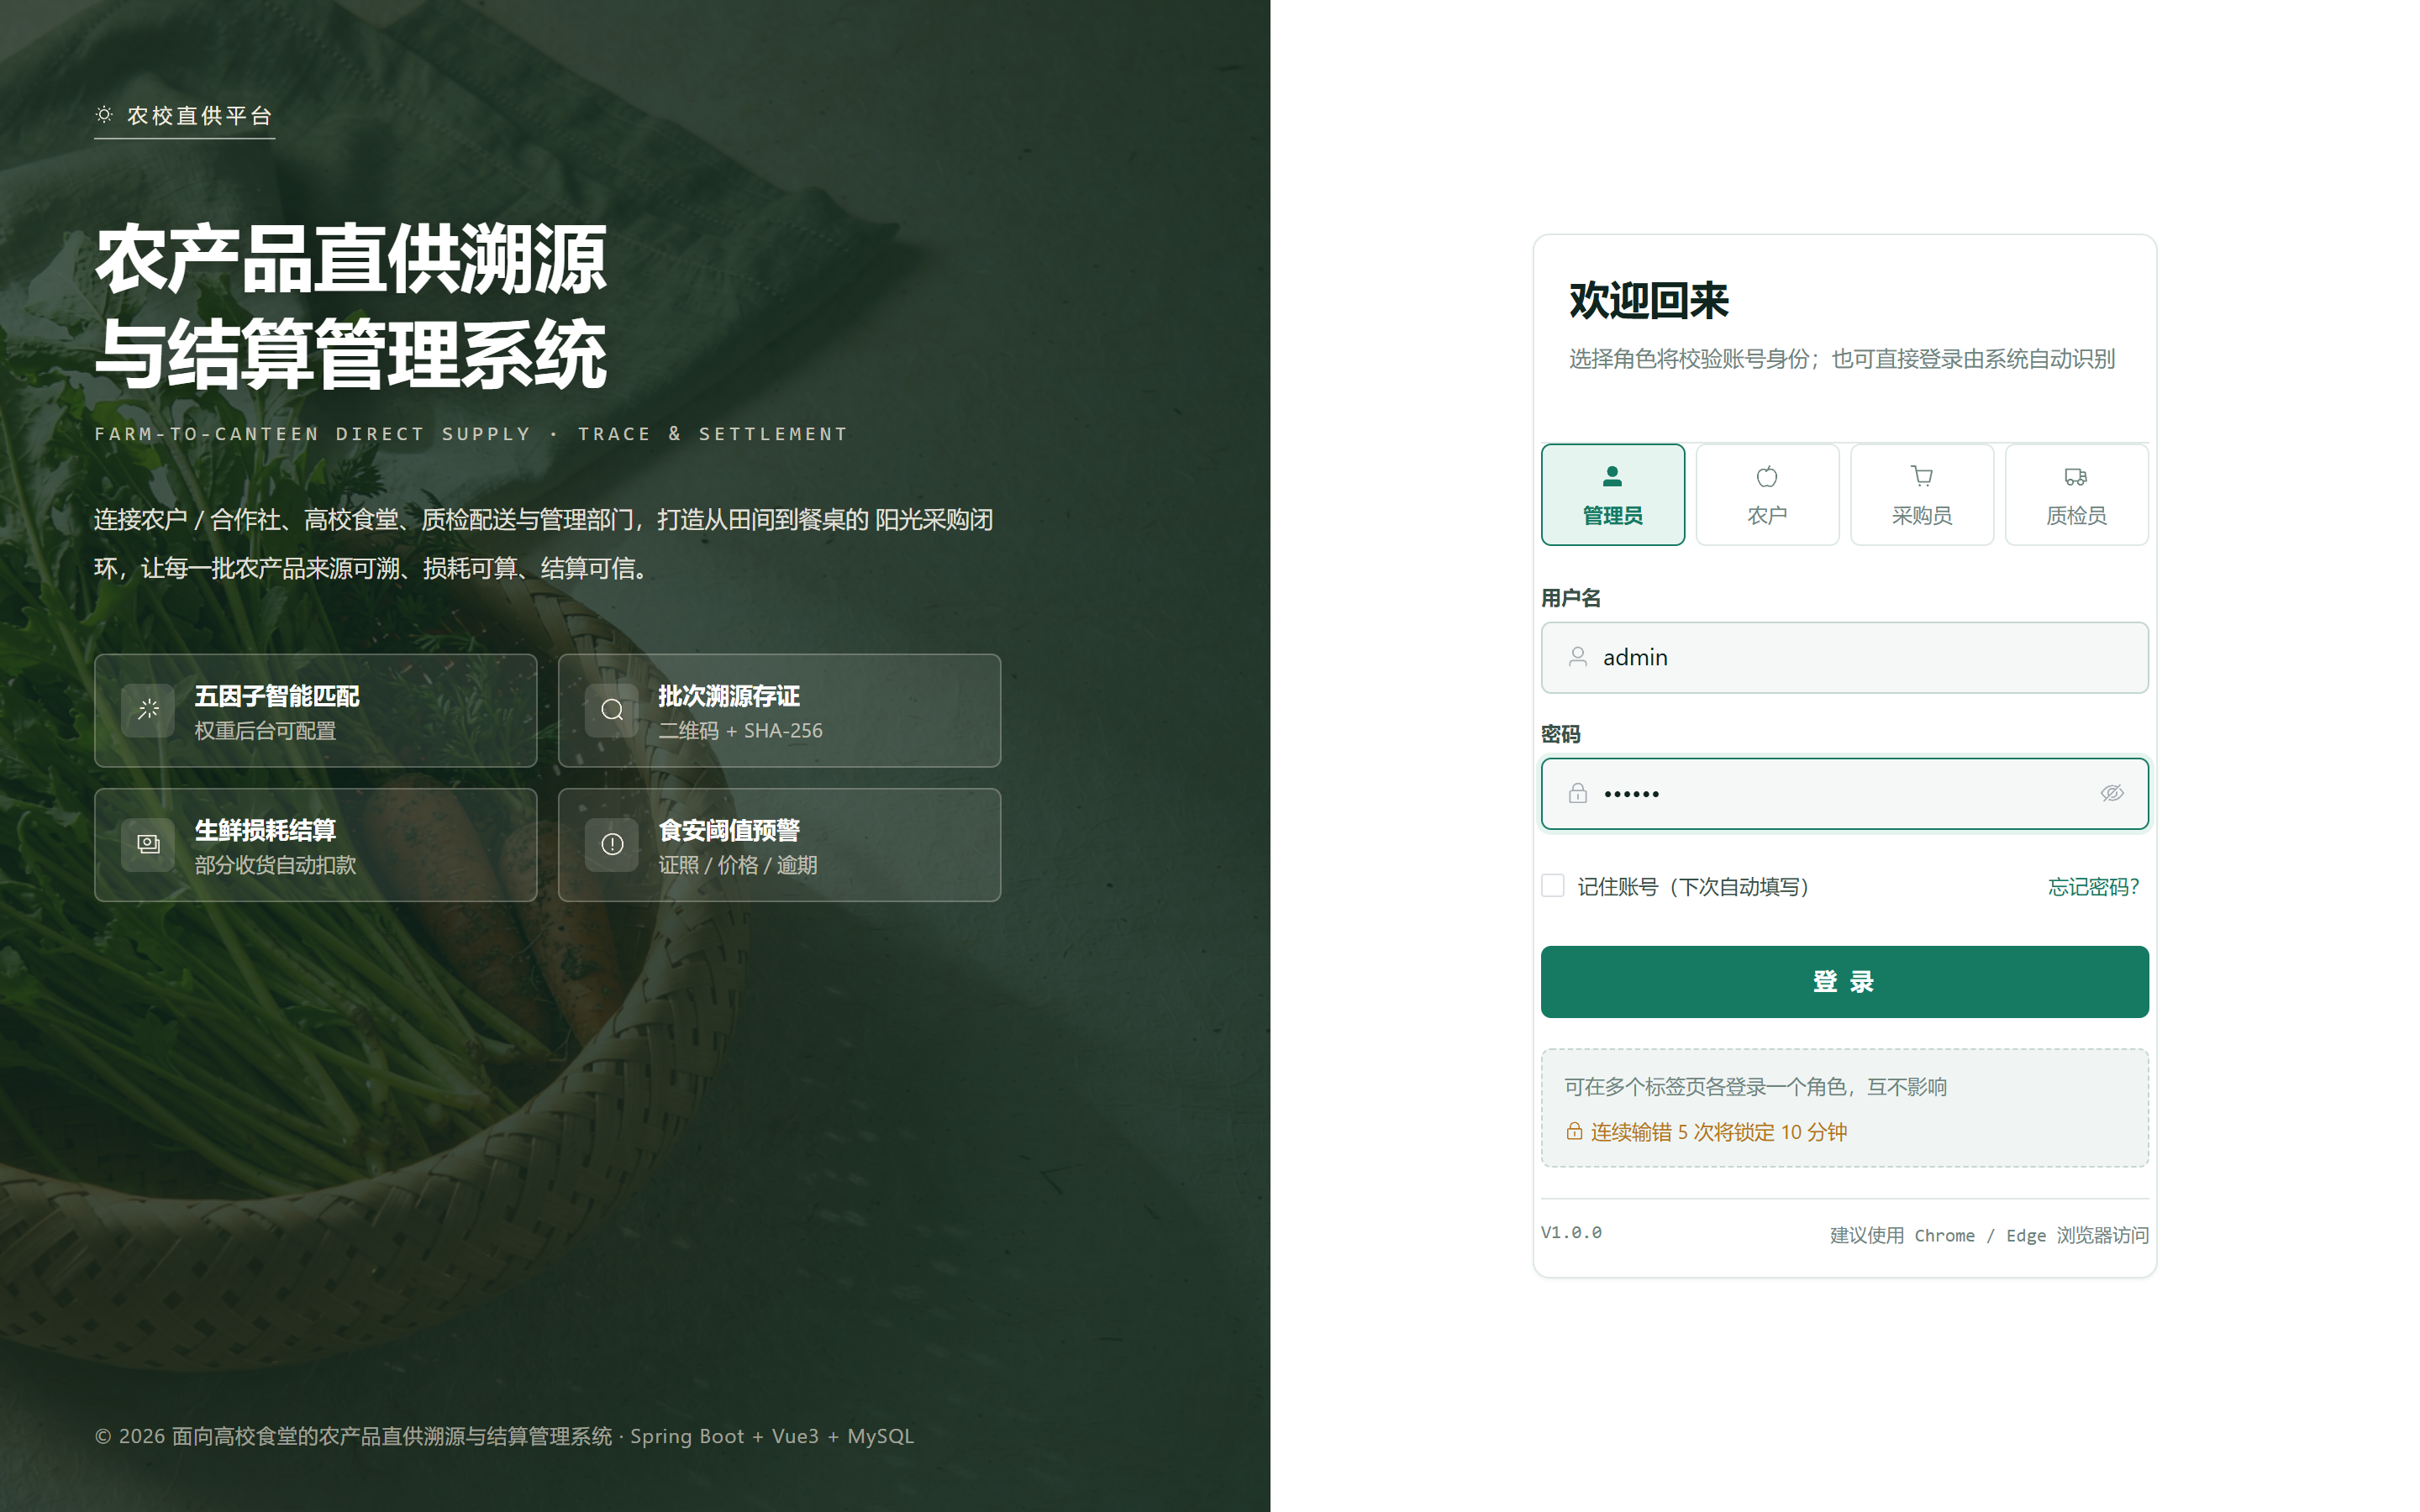 农校直供平台
农产品直供溯源
与结算管理系统
FARM-TO-CANTEEN DIRECT SUPPLY · TRACE & SETTLEMENT
连接农户 / 合作社、高校食堂、质检配送与管理部门，打造从田间到餐桌的 阳光采购闭
环，让每一批农产品来源可溯、损耗可算、结算可信。
五因子智能匹配
权重后台可配置
批次溯源存证
二维码 + SHA-256
生鲜损耗结算
部分收货自动扣款
食安阈值预警
证照 / 价格 / 逾期
© 2026 面向高校食堂的农产品直供溯源与结算管理系统 · Spring Boot + Vue3 + MySQL
欢迎回来
选择角色将校验账号身份；也可直接登录由系统自动识别
管理员
农户
采购员
质检员
用户名
admin
密码
••••••
记住账号（下次自动填写）
忘记密码？
登 录
可在多个标签页各登录一个角色，互不影响
连续输错 5 次将锁定 10 分钟
V1.0.0
建议使用 Chrome / Edge 浏览器访问